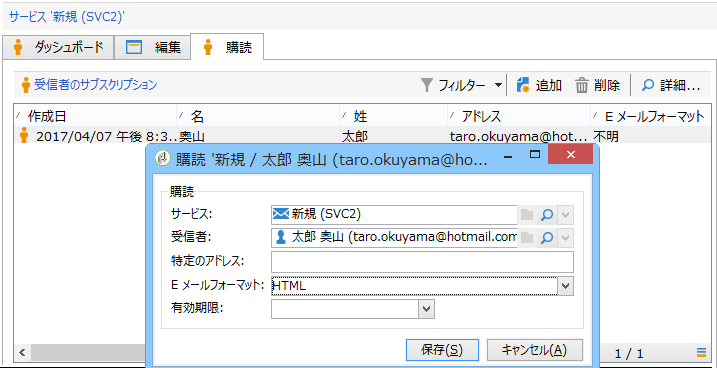 サービス '新規 (SVC2)'
ダッシュボード 編集 購読
受信者のサブスクリプション フィルター 追加 削除 詳細...
作成日 名 姓 アドレス E メールフォーマット
2017/04/07 午後 8:3... 奥山 太郎 taro.okuyama@hot... 不明
購読 '新規 / 太郎 奥山 (taro.okuyama@ho...
購読
サービス: 新規 (SVC2)
受信者: 太郎 奥山 (taro.okuyama@hotmail.com
特定のアドレス:
E メールフォーマット: HTML
有効期限:
保存(S) キャンセル(A)
1 / 1